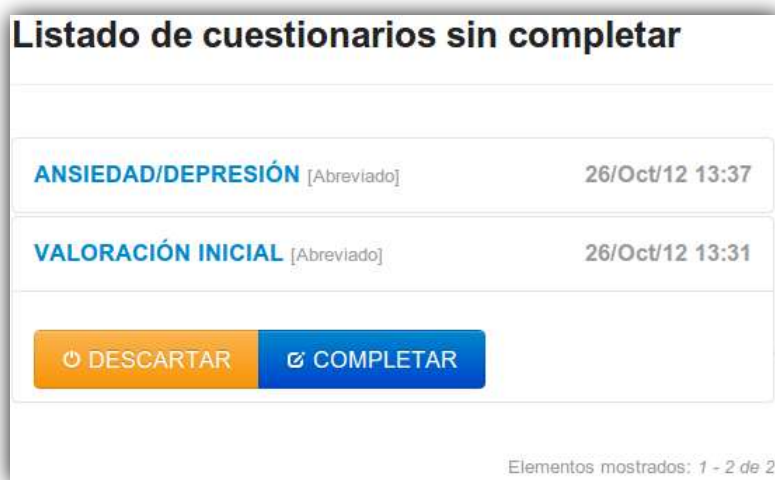 Listado de cuestionarios sin completar
ANSIEDAD/DEPRESIÓN [Abreviado] 26/Oct/12 13:37
VALORACIÓN INICIAL [Abreviado] 26/Oct/12 13:31
DESCARTAR COMPLETAR
Elementos mostrados: 1 - 2 de 2